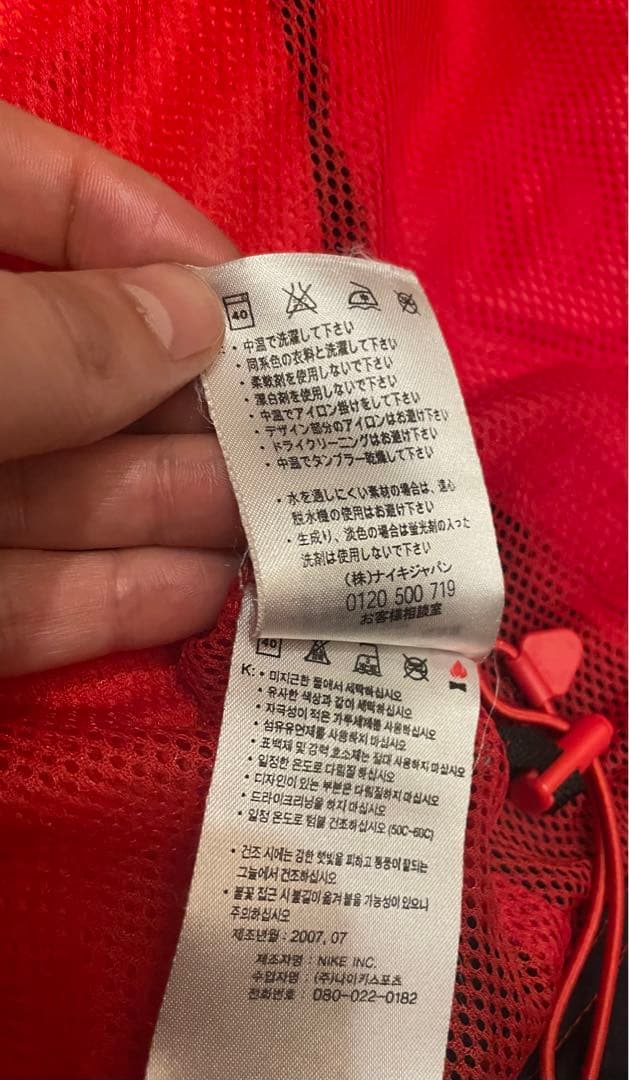 40
・中温で洗濯して下さい
・同系色の衣料と洗濯して下さい
・柔軟剤を使用しないで下さい
・漂白剤を使用しないで下さい
・中温でアイロン掛けをして下さい
・デザイン部分のアイロンはお避け下さい
・ドライクリーニングはお避け下さい
・中温でタンブラー乾燥して下さい
・水を通しにくい素材の場合は、遠心
脱水機の使用はお避け下さい
・生成り、淡色の場合は蛍光剤の入った
洗剤は使用しないで下さい
(株)ナイキジャパン
0120 500 719
お客様相談室
40
K: • 미지근한 물에서 세탁하십시오
• 유사한 색상과 같이 세탁하십시오
• 자극성이 적은 가루세제를 사용하십시오
• 섬유유연제를 사용하지 마십시오
• 표백제 및 강력 효소제는 절대 사용하지 마십시오
• 일정한 온도로 다림질 하십시오
• 디자인이 있는 부분은 다림질하지 마십시오
• 드라이크리닝을 하지 마십시오
• 일정 온도로 텀블 건조하십시오 (50C-60C)
• 건조 시에는 강한 햇빛을 피하고 통풍이 잘되는
그늘에서 건조하십시오
• 불꽃 접근 시 불길이 옮겨 붙을 가능성이 있으니
주의하십시오
제조년월 : 2007, 07
제조자명 : NIKE INC.
수입자명 : (주)나이키스포츠
전화번호 : 080-022-0182